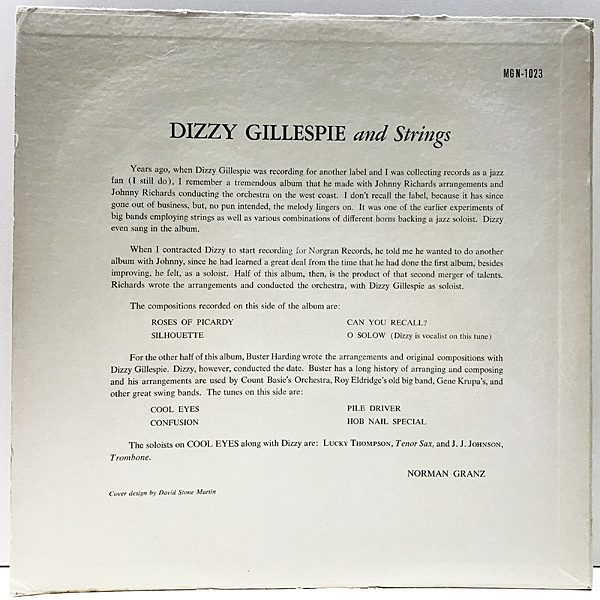 MGN-1023
DIZZY GILLESPIE and Strings
Years ago, when Dizzy Gillespie was recording for another label and I was collecting records as a jazz
fan (I still do), I remember a tremendous album that he made with Johnny Richards arrangements and
Johnny Richards conducting the orchestra on the west coast. I don't recall the label, because it has since
gone out of business, but, no pun intended, the melody lingers on. It was one of the earlier experiments of
big bands employing strings as well as various combinations of different horns backing a jazz soloist. Dizzy
even sang in the album.
When I contracted Dizzy to start recording for Norgran Records, he told me he wanted to do another
album with Johnny, since he had learned a great deal from the time that he had done the first album, besides
improving, he felt, as a soloist. Half of this album, then, is the product of that second merger of talents.
Richards wrote the arrangements and conducted the orchestra, with Dizzy Gillespie as soloist.
The compositions recorded on this side of the album are:
ROSES OF PICARDY CAN YOU RECALL?
SILHOUETTE O SOLOW (Dizzy is vocalist on this tune)
For the other half of this album, Buster Harding wrote the arrangements and original compositions with
Dizzy Gillespie. Dizzy, however, conducted the date. Buster has a long history of arranging and composing
and his arrangements are used by Count Basie's Orchestra, Roy Eldridge's old big band, Gene Krupa's, and
other great swing bands. The tunes on this side are:
COOL EYES PILE DRIVER
CONFUSION HOB NAIL SPECIAL
The soloists on COOL EYES along with Dizzy are: LUCKY THOMPSON, Tenor Sax, and J. J. JOHNSON,
Trombone.
NORMAN GRANZ
Cover design by David Stone Martin